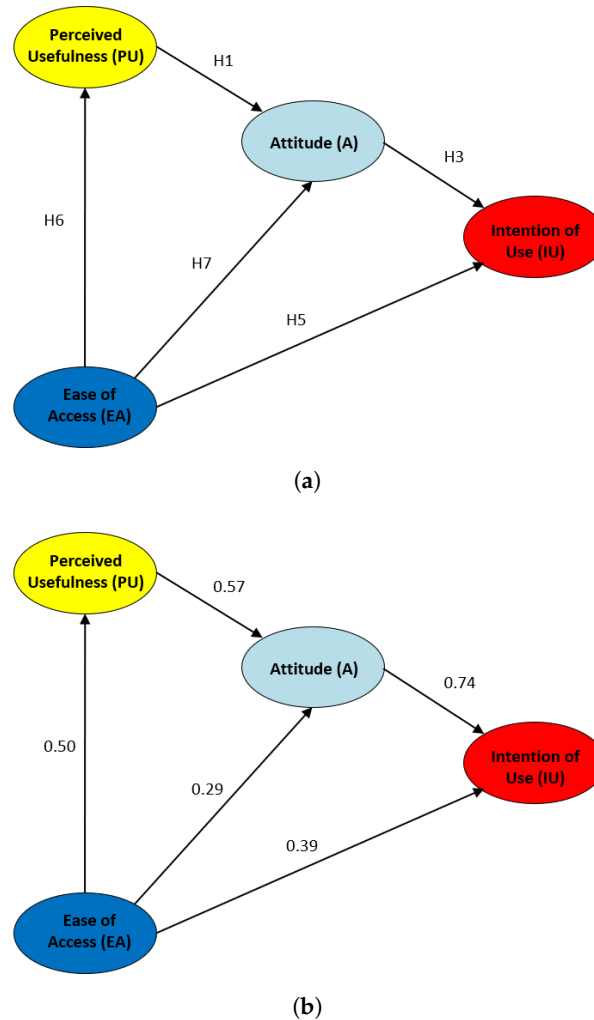 Perceived
Usefulness (PU)
H1
Attitude (A)
H3
Intention of
Use (IU)
H6
H7
H5
Ease of
Access (EA)
(a)
Perceived
Usefulness (PU)
0.57
Attitude (A)
0.74
Intention of
Use (IU)
0.50
0.29
0.39
Ease of
Access (EA)
(b)